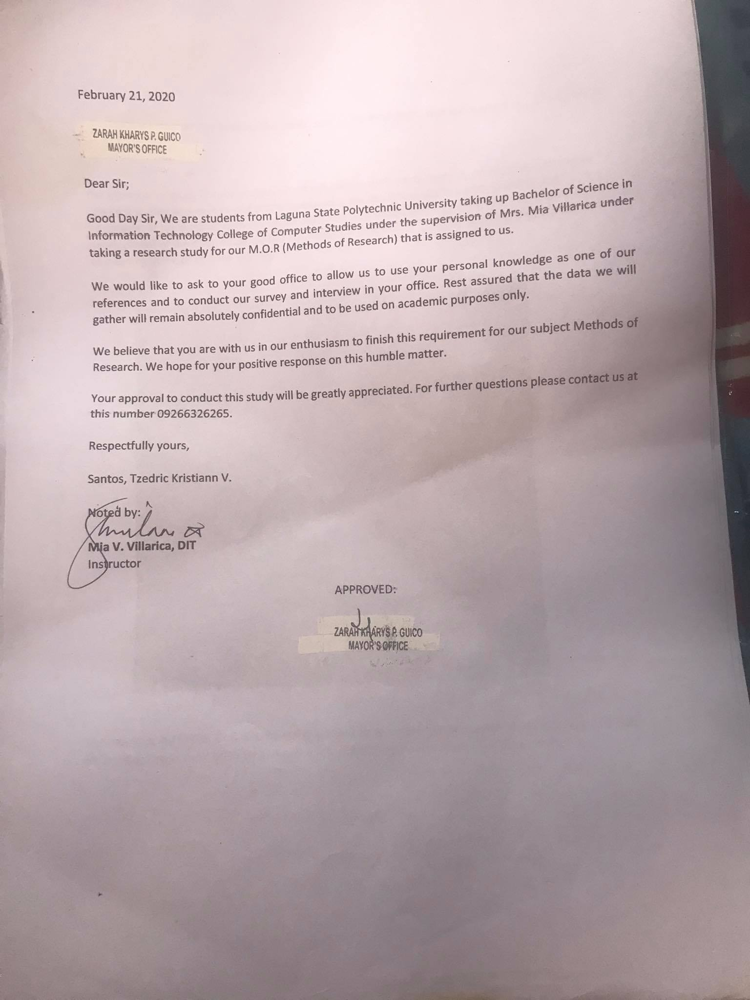 February 21, 2020
ZARAH KHARYS P. GUICO
MAYOR'S OFFICE
Dear Sir;
Good Day Sir, We are students from Laguna State Polytechnic University taking up Bachelor of Science in
Information Technology College of Computer Studies under the supervision of Mrs. Mia Villarica under
taking a research study for our M.O.R (Methods of Research) that is assigned to us.
We would like to ask to your good office to allow us to use your personal knowledge as one of our
references and to conduct our survey and interview in your office. Rest assured that the data we will
gather will remain absolutely confidential and to be used on academic purposes only.
We believe that you are with us in our enthusiasm to finish this requirement for our subject Methods of
Research. We hope for your positive response on this humble matter.
Your approval to conduct this study will be greatly appreciated. For further questions please contact us at
this number 09266326265.
Respectfully yours,
Santos, Tzedric Kristiann V.
Noted by:
Mia V. Villarica, DIT
Instructor
APPROVED:
ZARAH KHARYS P. GUICO
MAYOR'S OFFICE